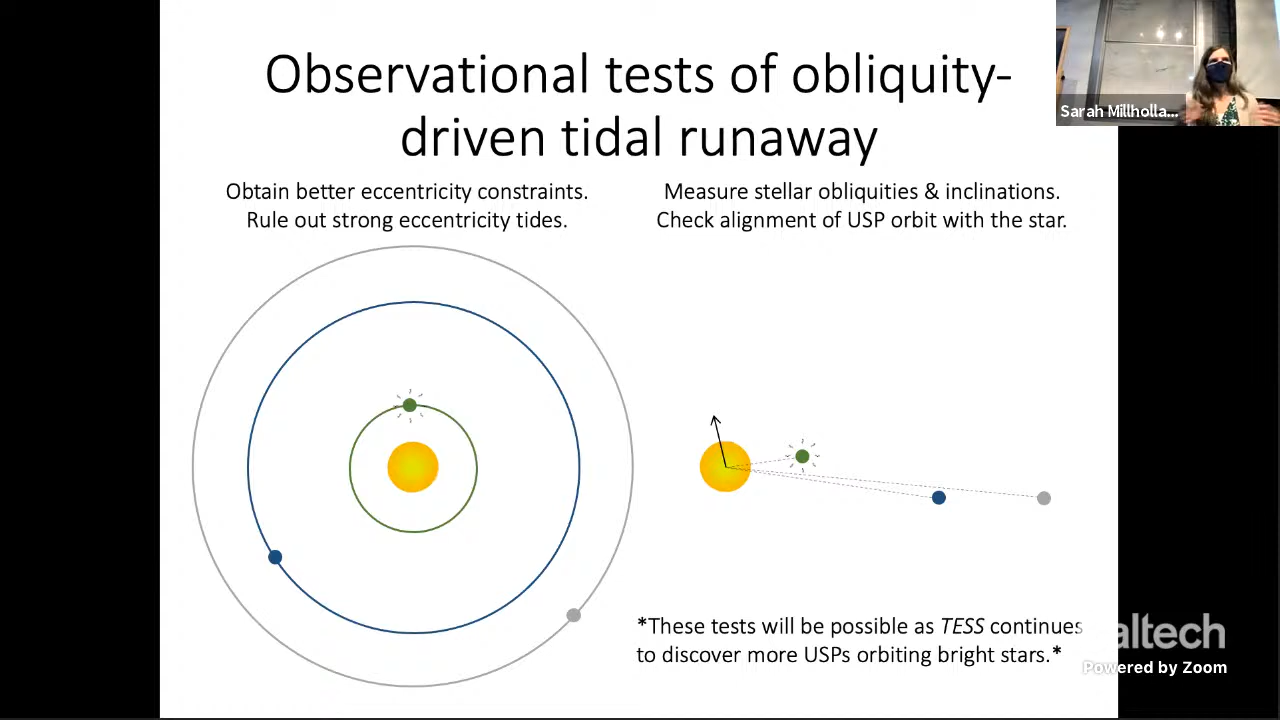 Observational tests of obliquity-
driven tidal runaway
Sarah Millholla...
Obtain better eccentricity constraints.
Rule out strong eccentricity tides.
Measure stellar obliquities & inclinations.
Check alignment of USP orbit with the star.
*These tests will be possible as TESS continues
to discover more USPs orbiting bright stars.*
altech
Powered by Zoom